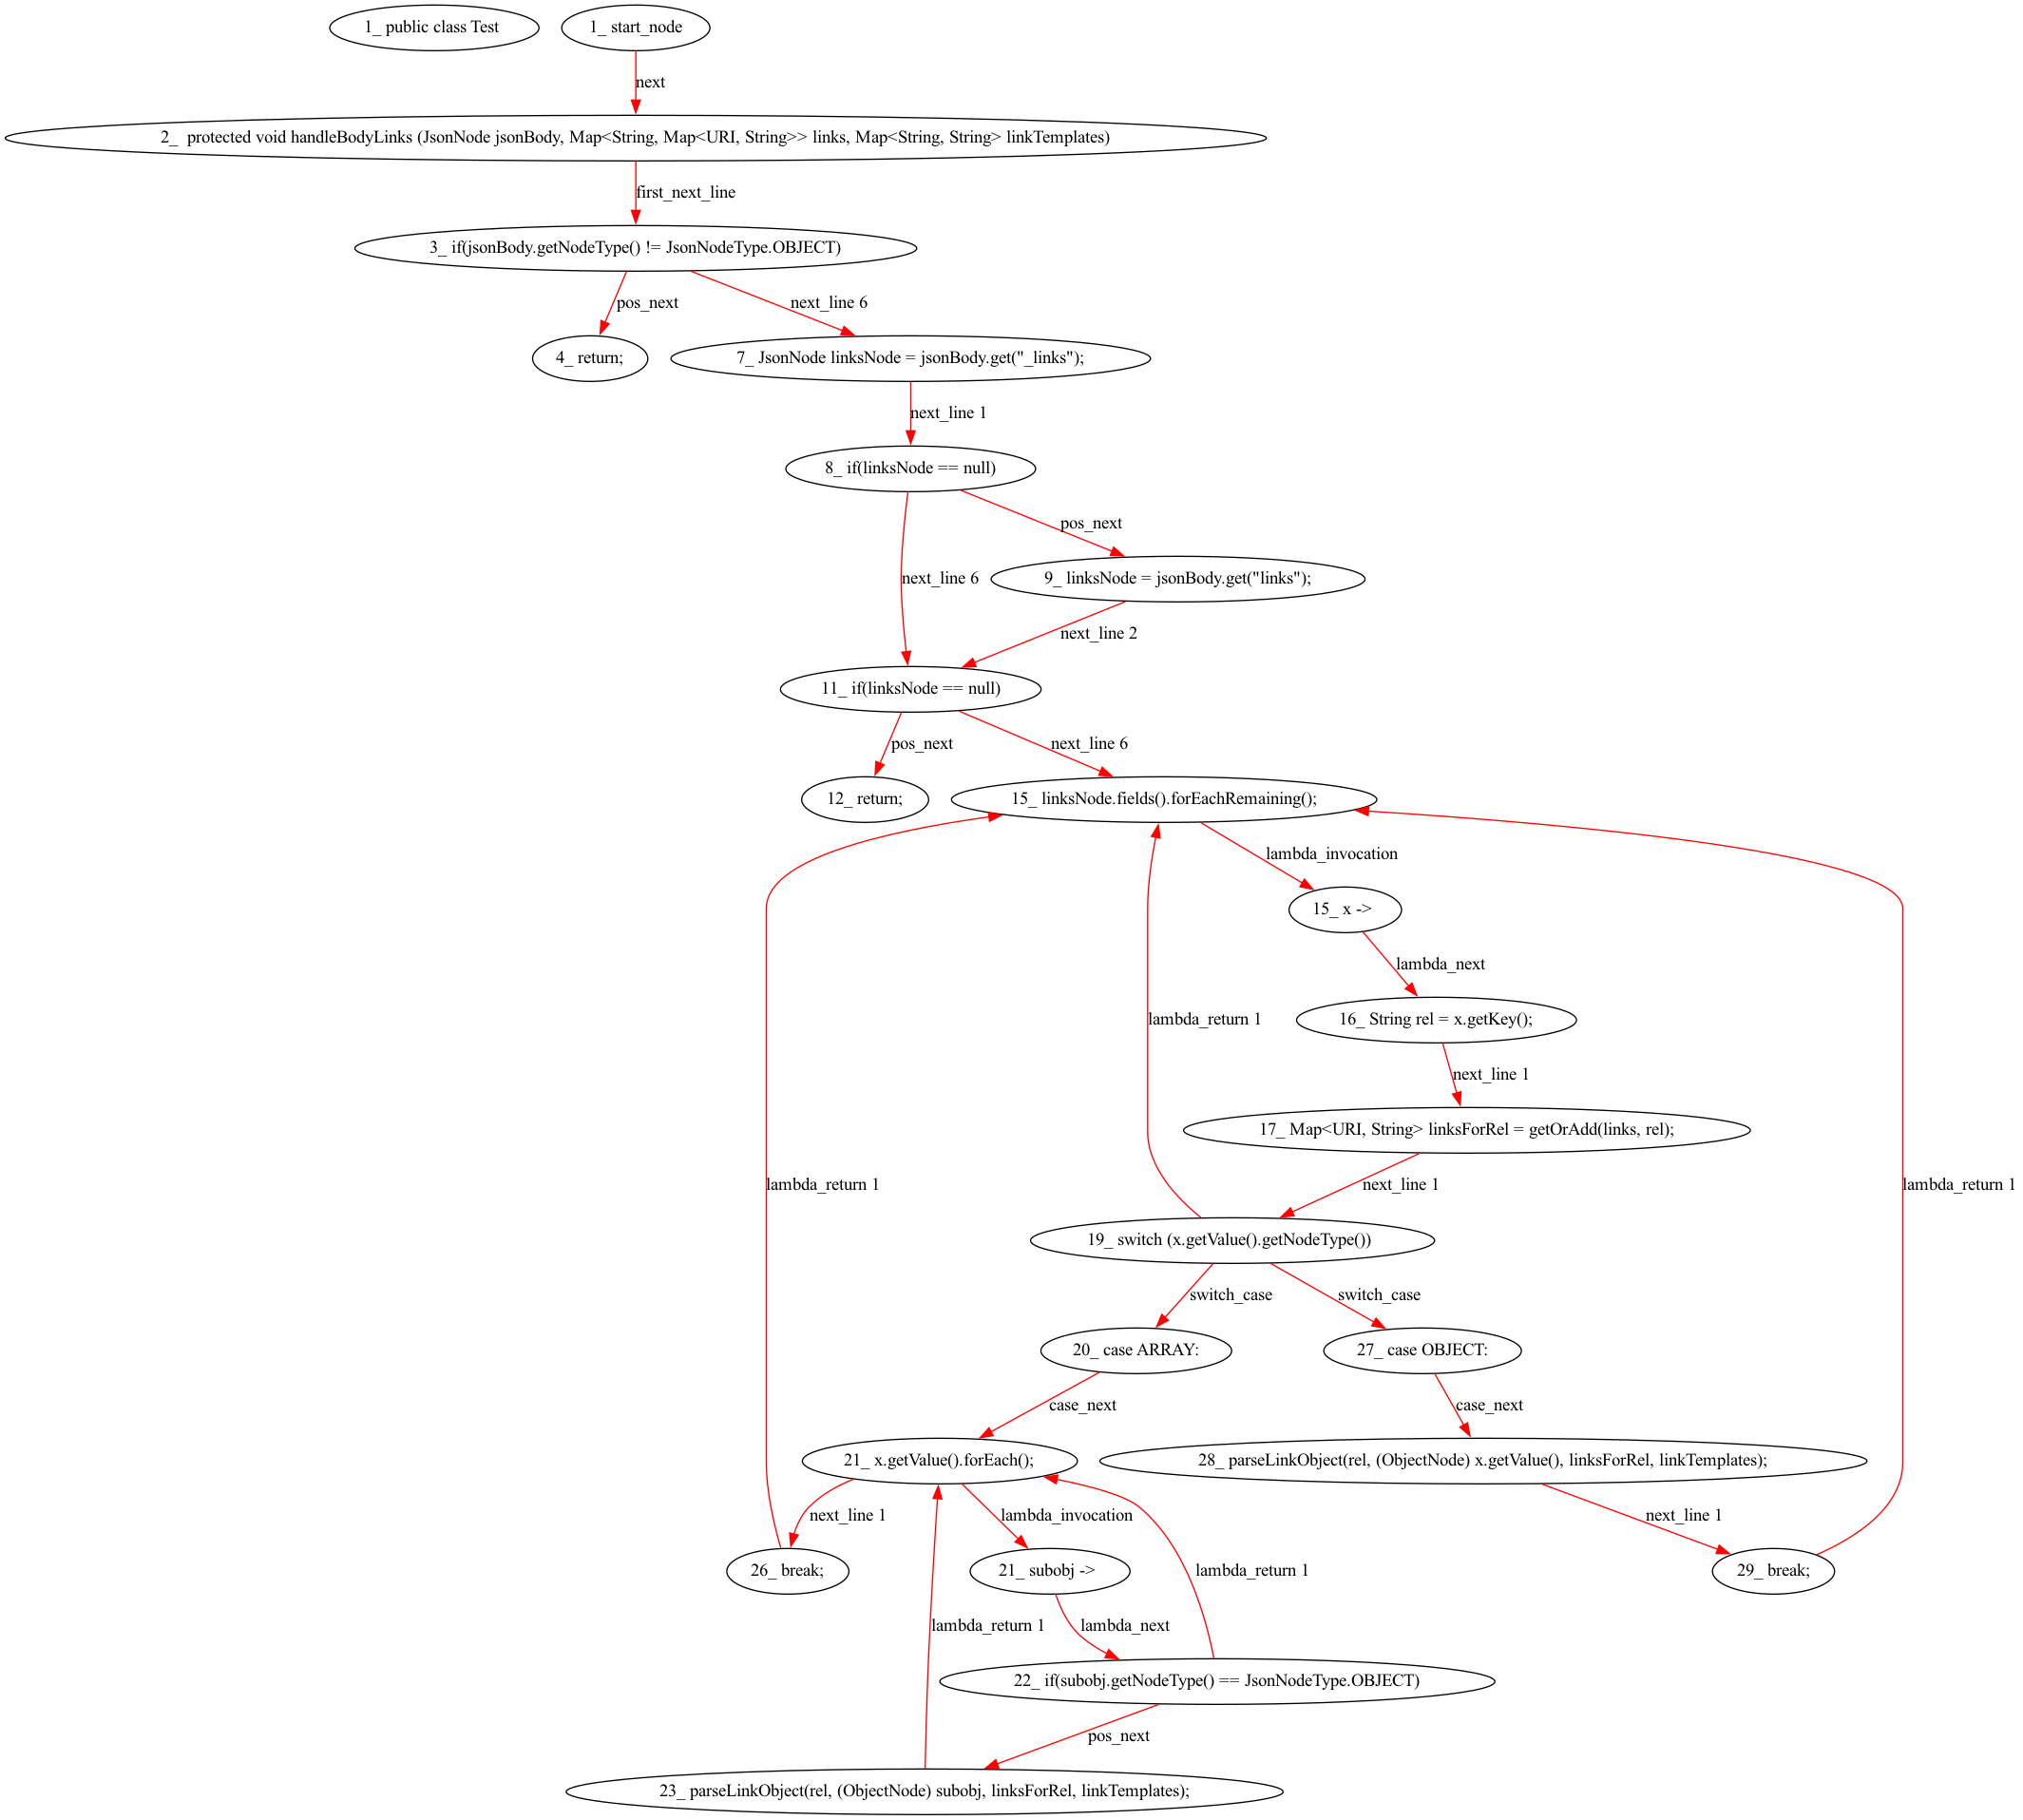 1_ public class Test
1_ start_node
next
2_  protected void handleBodyLinks (JsonNode jsonBody, Map<String, Map<URI, String>> links, Map<String, String> linkTemplates)
first_next_line
3_ if(jsonBody.getNodeType() != JsonNodeType.OBJECT)
pos_next
next_line 6
4_ return;
7_ JsonNode linksNode = jsonBody.get("_links");
next_line 1
8_ if(linksNode == null)
pos_next
next_line 6
9_ linksNode = jsonBody.get("links");
next_line 2
11_ if(linksNode == null)
pos_next
next_line 6
12_ return;
15_ linksNode.fields().forEachRemaining();
lambda_invocation
15_ x ->
lambda_next
lambda_return 1
16_ String rel = x.getKey();
next_line 1
17_ Map<URI, String> linksForRel = getOrAdd(links, rel);
lambda_return 1
next_line 1
lambda_return 1
19_ switch (x.getValue().getNodeType())
switch_case
switch_case
20_ case ARRAY:
27_ case OBJECT:
case_next
case_next
21_ x.getValue().forEach();
28_ parseLinkObject(rel, (ObjectNode) x.getValue(), linksForRel, linkTemplates);
next_line 1
lambda_invocation
next_line 1
26_ break;
21_ subobj ->
lambda_return 1
29_ break;
lambda_return 1
lambda_next
22_ if(subobj.getNodeType() == JsonNodeType.OBJECT)
pos_next
23_ parseLinkObject(rel, (ObjectNode) subobj, linksForRel, linkTemplates);